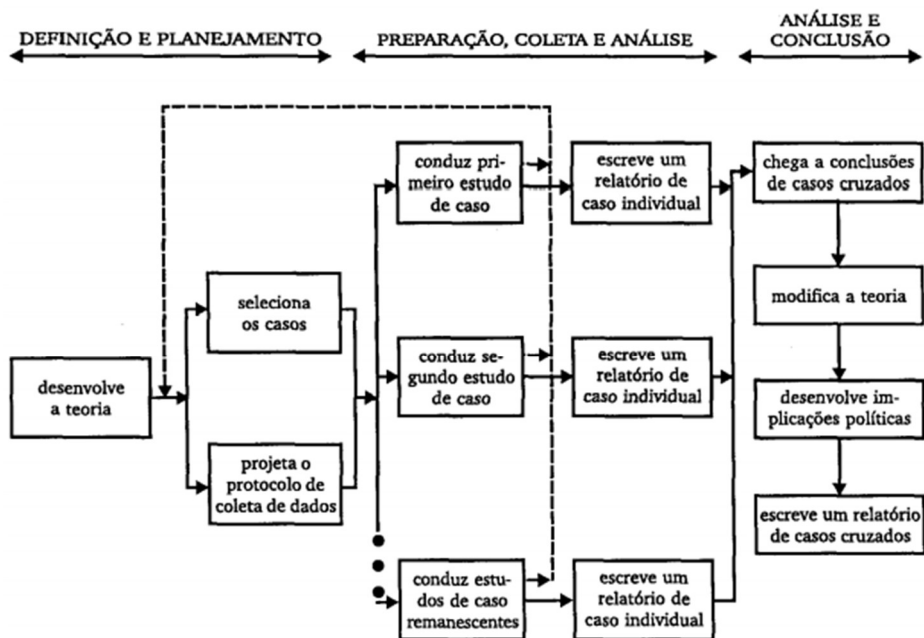 DEFINIÇÃO E PLANEJAMENTO
PREPARAÇÃO, COLETA E ANÁLISE
ANÁLISE E
CONCLUSÃO
desenvolve
a teoria
seleciona
os casos
projeta o
protocolo de
coleta de dados
conduz pri-
meiro estudo
de caso
escreve um
relatório de
caso individual
conduz se-
gundo estudo
de caso
escreve um
relatório de
caso individual
conduz estu-
dos de caso
remanescentes
escreve um
relatório de
caso individual
chega a conclusões
de casos cruzados
modifica a teoria
desenvolve im-
plicações políticas
escreve um relatório
de casos cruzados